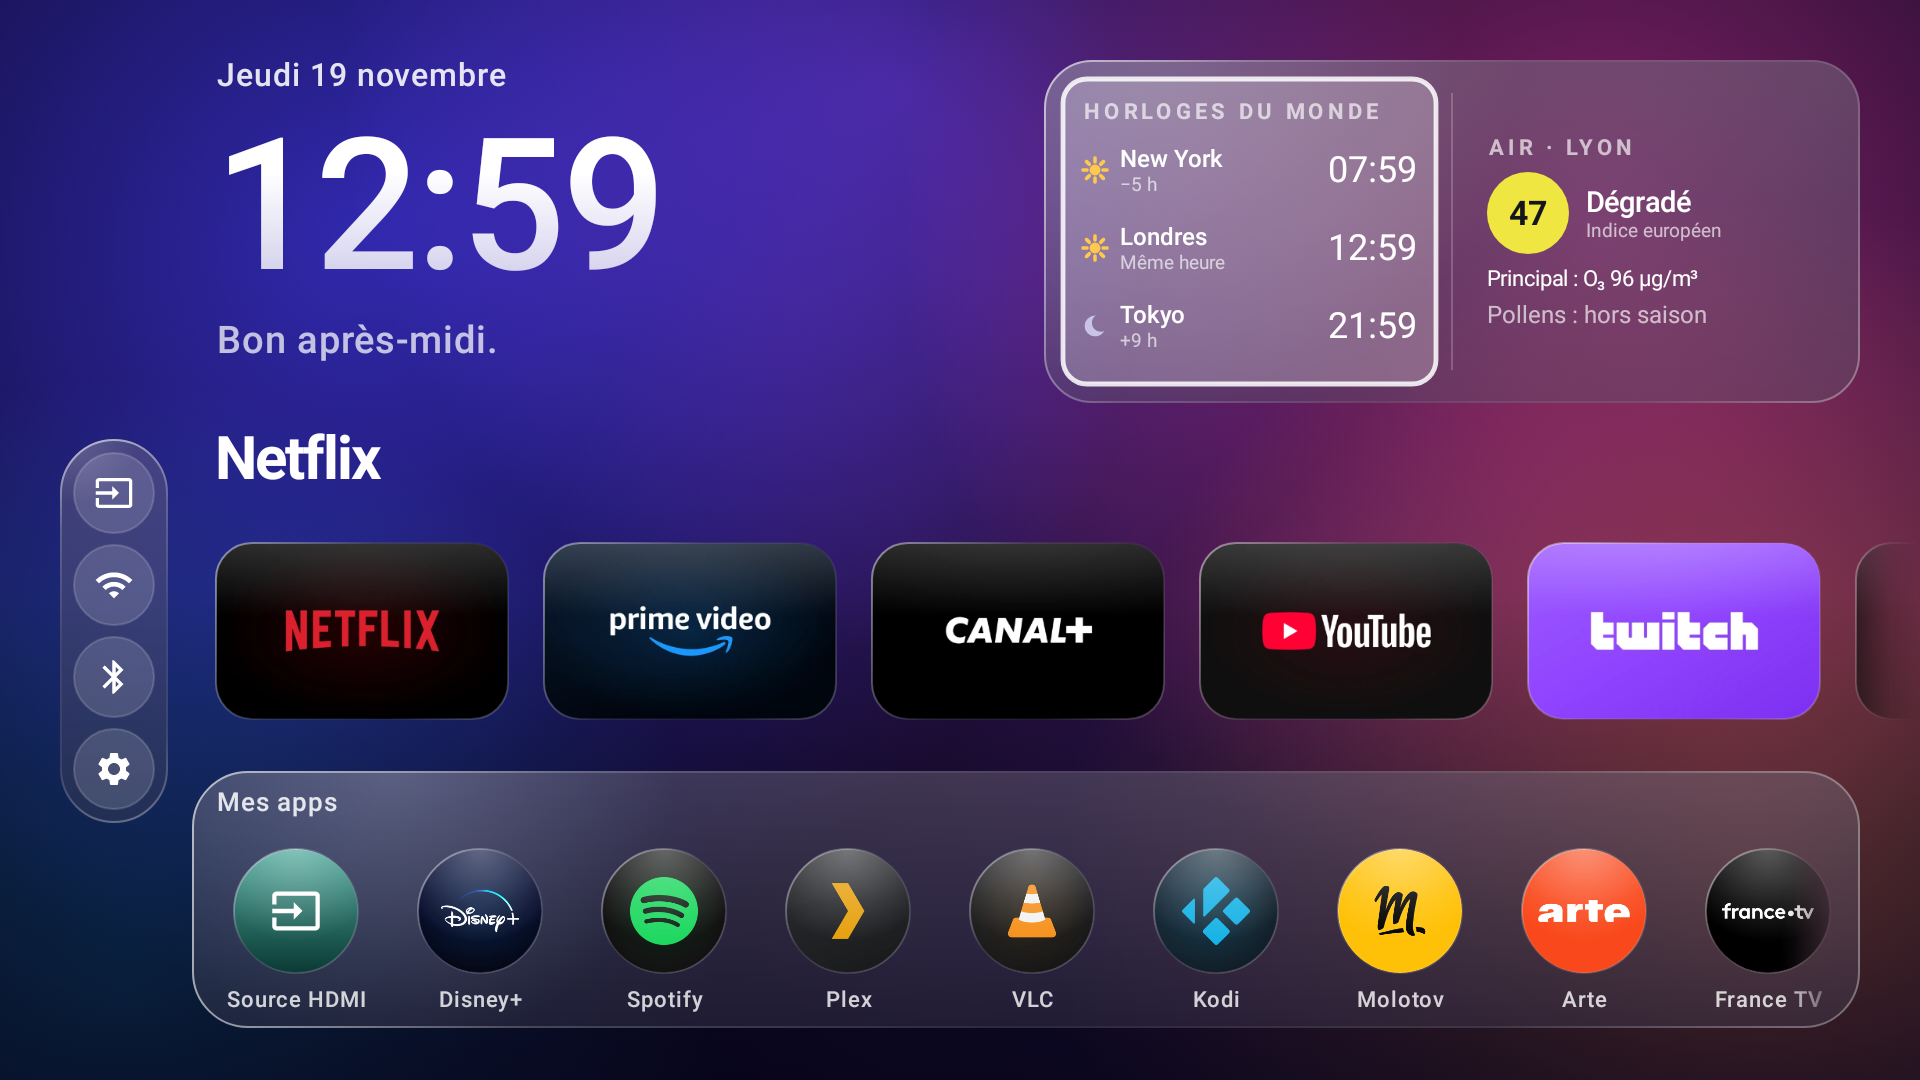 Jeudi 19 novembre
12:59
Bon après-midi.
HORLOGES DU MONDE
New York
−5 h
07:59
Londres
Même heure
12:59
Tokyo
+9 h
21:59
AIR · LYON
47
Dégradé
Indice européen
Principal : O₃ 96 µg/m³
Pollens : hors saison
Netflix
NETFLIX
prime video
CANAL+
YouTube
twitch
Mes apps
Disney+
M.
arte
france•tv
Source HDMI
Disney+
Spotify
Plex
VLC
Kodi
Molotov
Arte
France TV